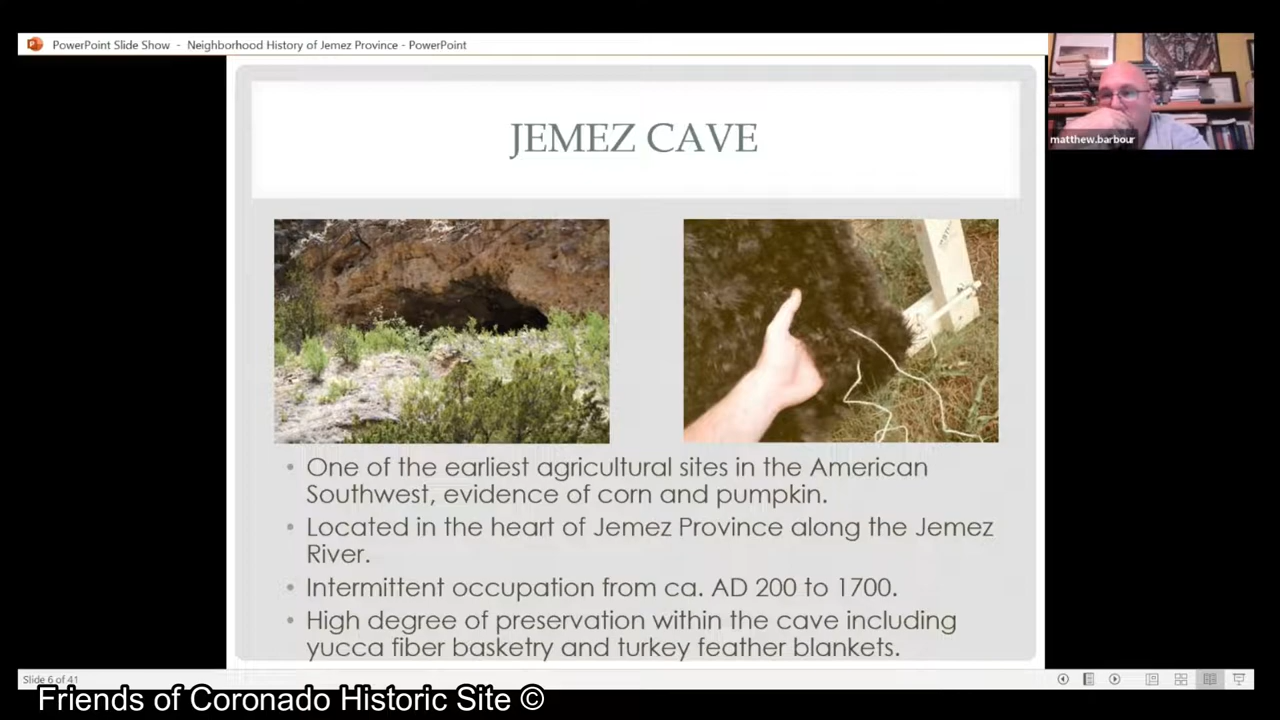 PowerPoint Slide Show - Neighborhood History of Jemez Province - PowerPoint
matthew.barbour
JEMEZ CAVE
• One of the earliest agricultural sites in the American
Southwest, evidence of corn and pumpkin.
• Located in the heart of Jemez Province along the Jemez
River.
• Intermittent occupation from ca. AD 200 to 1700.
• High degree of preservation within the cave including
yucca fiber basketry and turkey feather blankets.
Slide 6 of 41
Friends of Coronado Historic Site ©